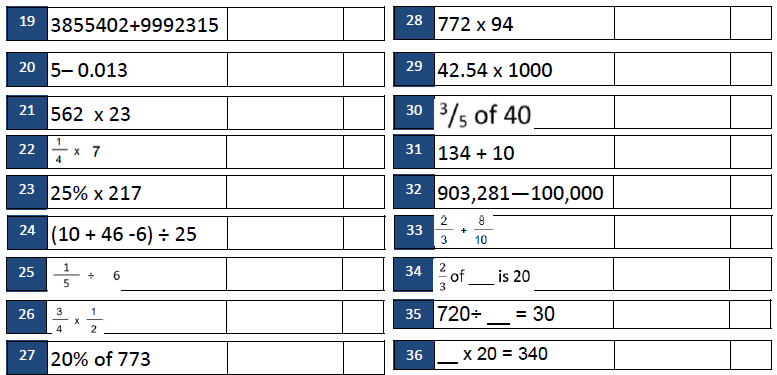 19 3855402+9992315
20 5– 0.013
21 562 x 23
22 1/4 x 7
23 25% x 217
24 (10 + 46 -6) ÷ 25
25 1/5 ÷ 6
26 3/4 x 1/2
27 20% of 773
28 772 x 94
29 42.54 x 1000
30 3/5 of 40
31 134 + 10
32 903,281—100,000
33 2/3 + 8/10
34 2/3 of ___ is 20
35 720÷ __ = 30
36 __ x 20 = 340